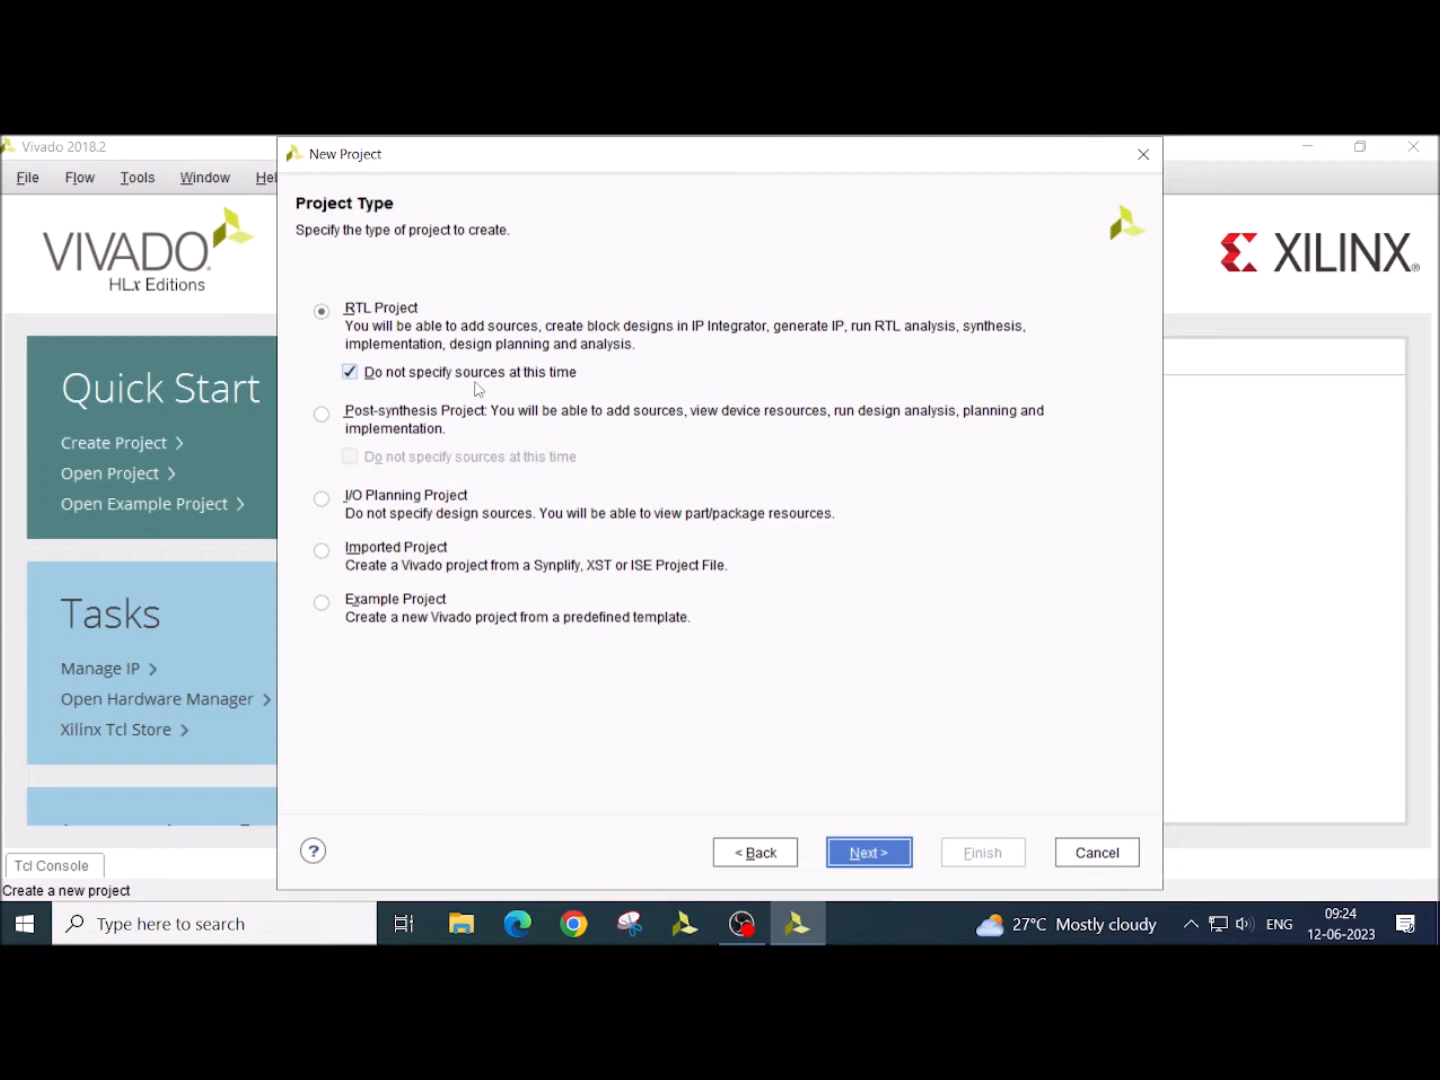 Vivado 2018.2
File Flow Tools Window Hel
VIVADO.
HLx Editions
XILINX®
Quick Start
Create Project >
Open Project >
Open Example Project >
Tasks
Manage IP >
Open Hardware Manager >
Xilinx Tcl Store >
New Project
Project Type
Specify the type of project to create.
RTL Project
You will be able to add sources, create block designs in IP Integrator, generate IP, run RTL analysis, synthesis,
implementation, design planning and analysis.
Do not specify sources at this time
Post-synthesis Project: You will be able to add sources, view device resources, run design analysis, planning and
implementation.
Do not specify sources at this time
I/O Planning Project
Do not specify design sources. You will be able to view part/package resources.
Imported Project
Create a Vivado project from a Synplify, XST or ISE Project File.
Example Project
Create a new Vivado project from a predefined template.
? < Back Next > Finish Cancel
Tcl Console
Create a new project
Type here to search
27°C Mostly cloudy
ENG
09:24
12-06-2023